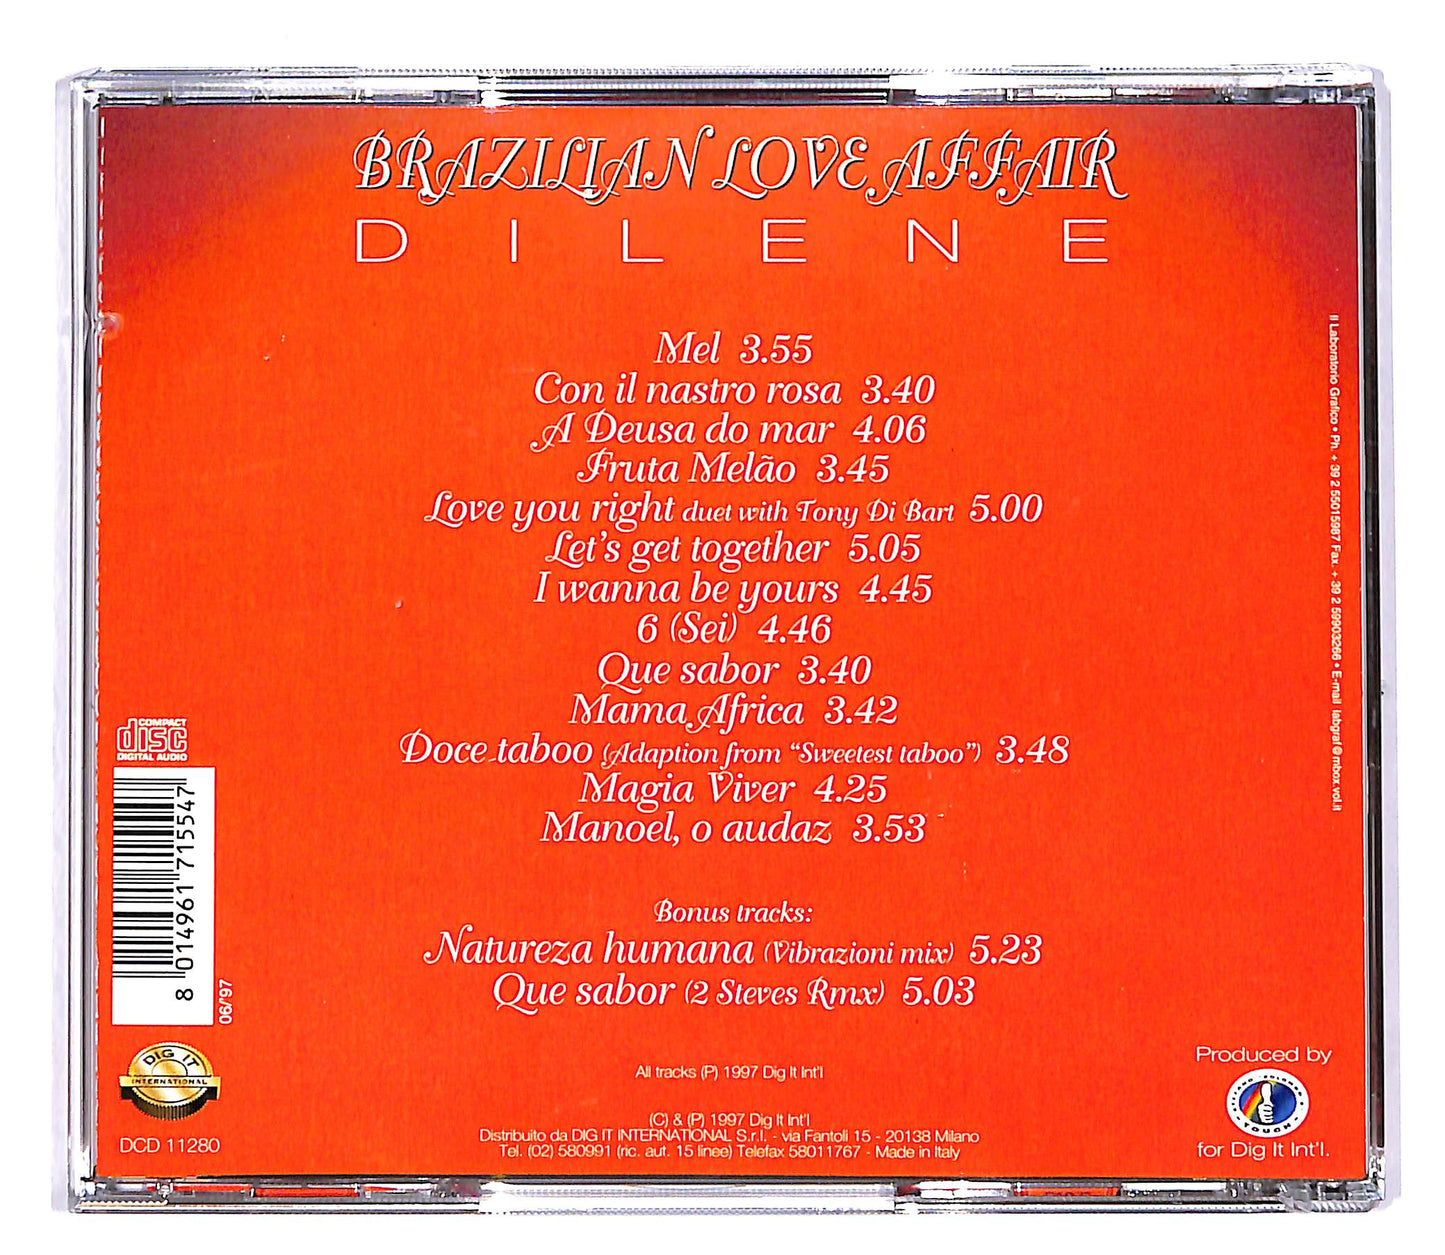 BRAZILIAN LOVE AFFAIR
DILENE
Mel 3.55
Con il nastro rosa 3.40
A Deusa do mar 4.06
Fruta Melão 3.45
Love you right duet with Tony Di Bart 5.00
Let's get together 5.05
I wanna be yours 4.45
6 (Sei) 4.46
Que sabor 3.40
Mama Africa 3.42
Doce taboo (Adaption from “Sweetest taboo”) 3.48
Magia Viver 4.25
Manoel, o audaz 3.53
Bonus tracks:
Natureza humana (Vibrazioni mix) 5.23
Que sabor (2 Steves Rmx) 5.03
All tracks (P) 1997 Dig It Int'l
(C) & (P) 1997 Dig It Int'l
Distribuito da DIG IT INTERNATIONAL S.r.l. - via Fantoli 15 - 20138 Milano
Tel. (02) 580991 (ric. aut. 15 linee) Telefax 58011767 - Made in Italy
COMPACT
disc
DIGITAL AUDIO
8 014961 715547
06/'97
DIG IT
INTERNATIONAL
DCD 11280
Il Laboratorio Grafico • Ph. + 39 2 55015987 Fax. + 39 2 59903266 • E-mail labgraf@mbox.vol.it
Produced by
TOUCH
for Dig It Int'l.